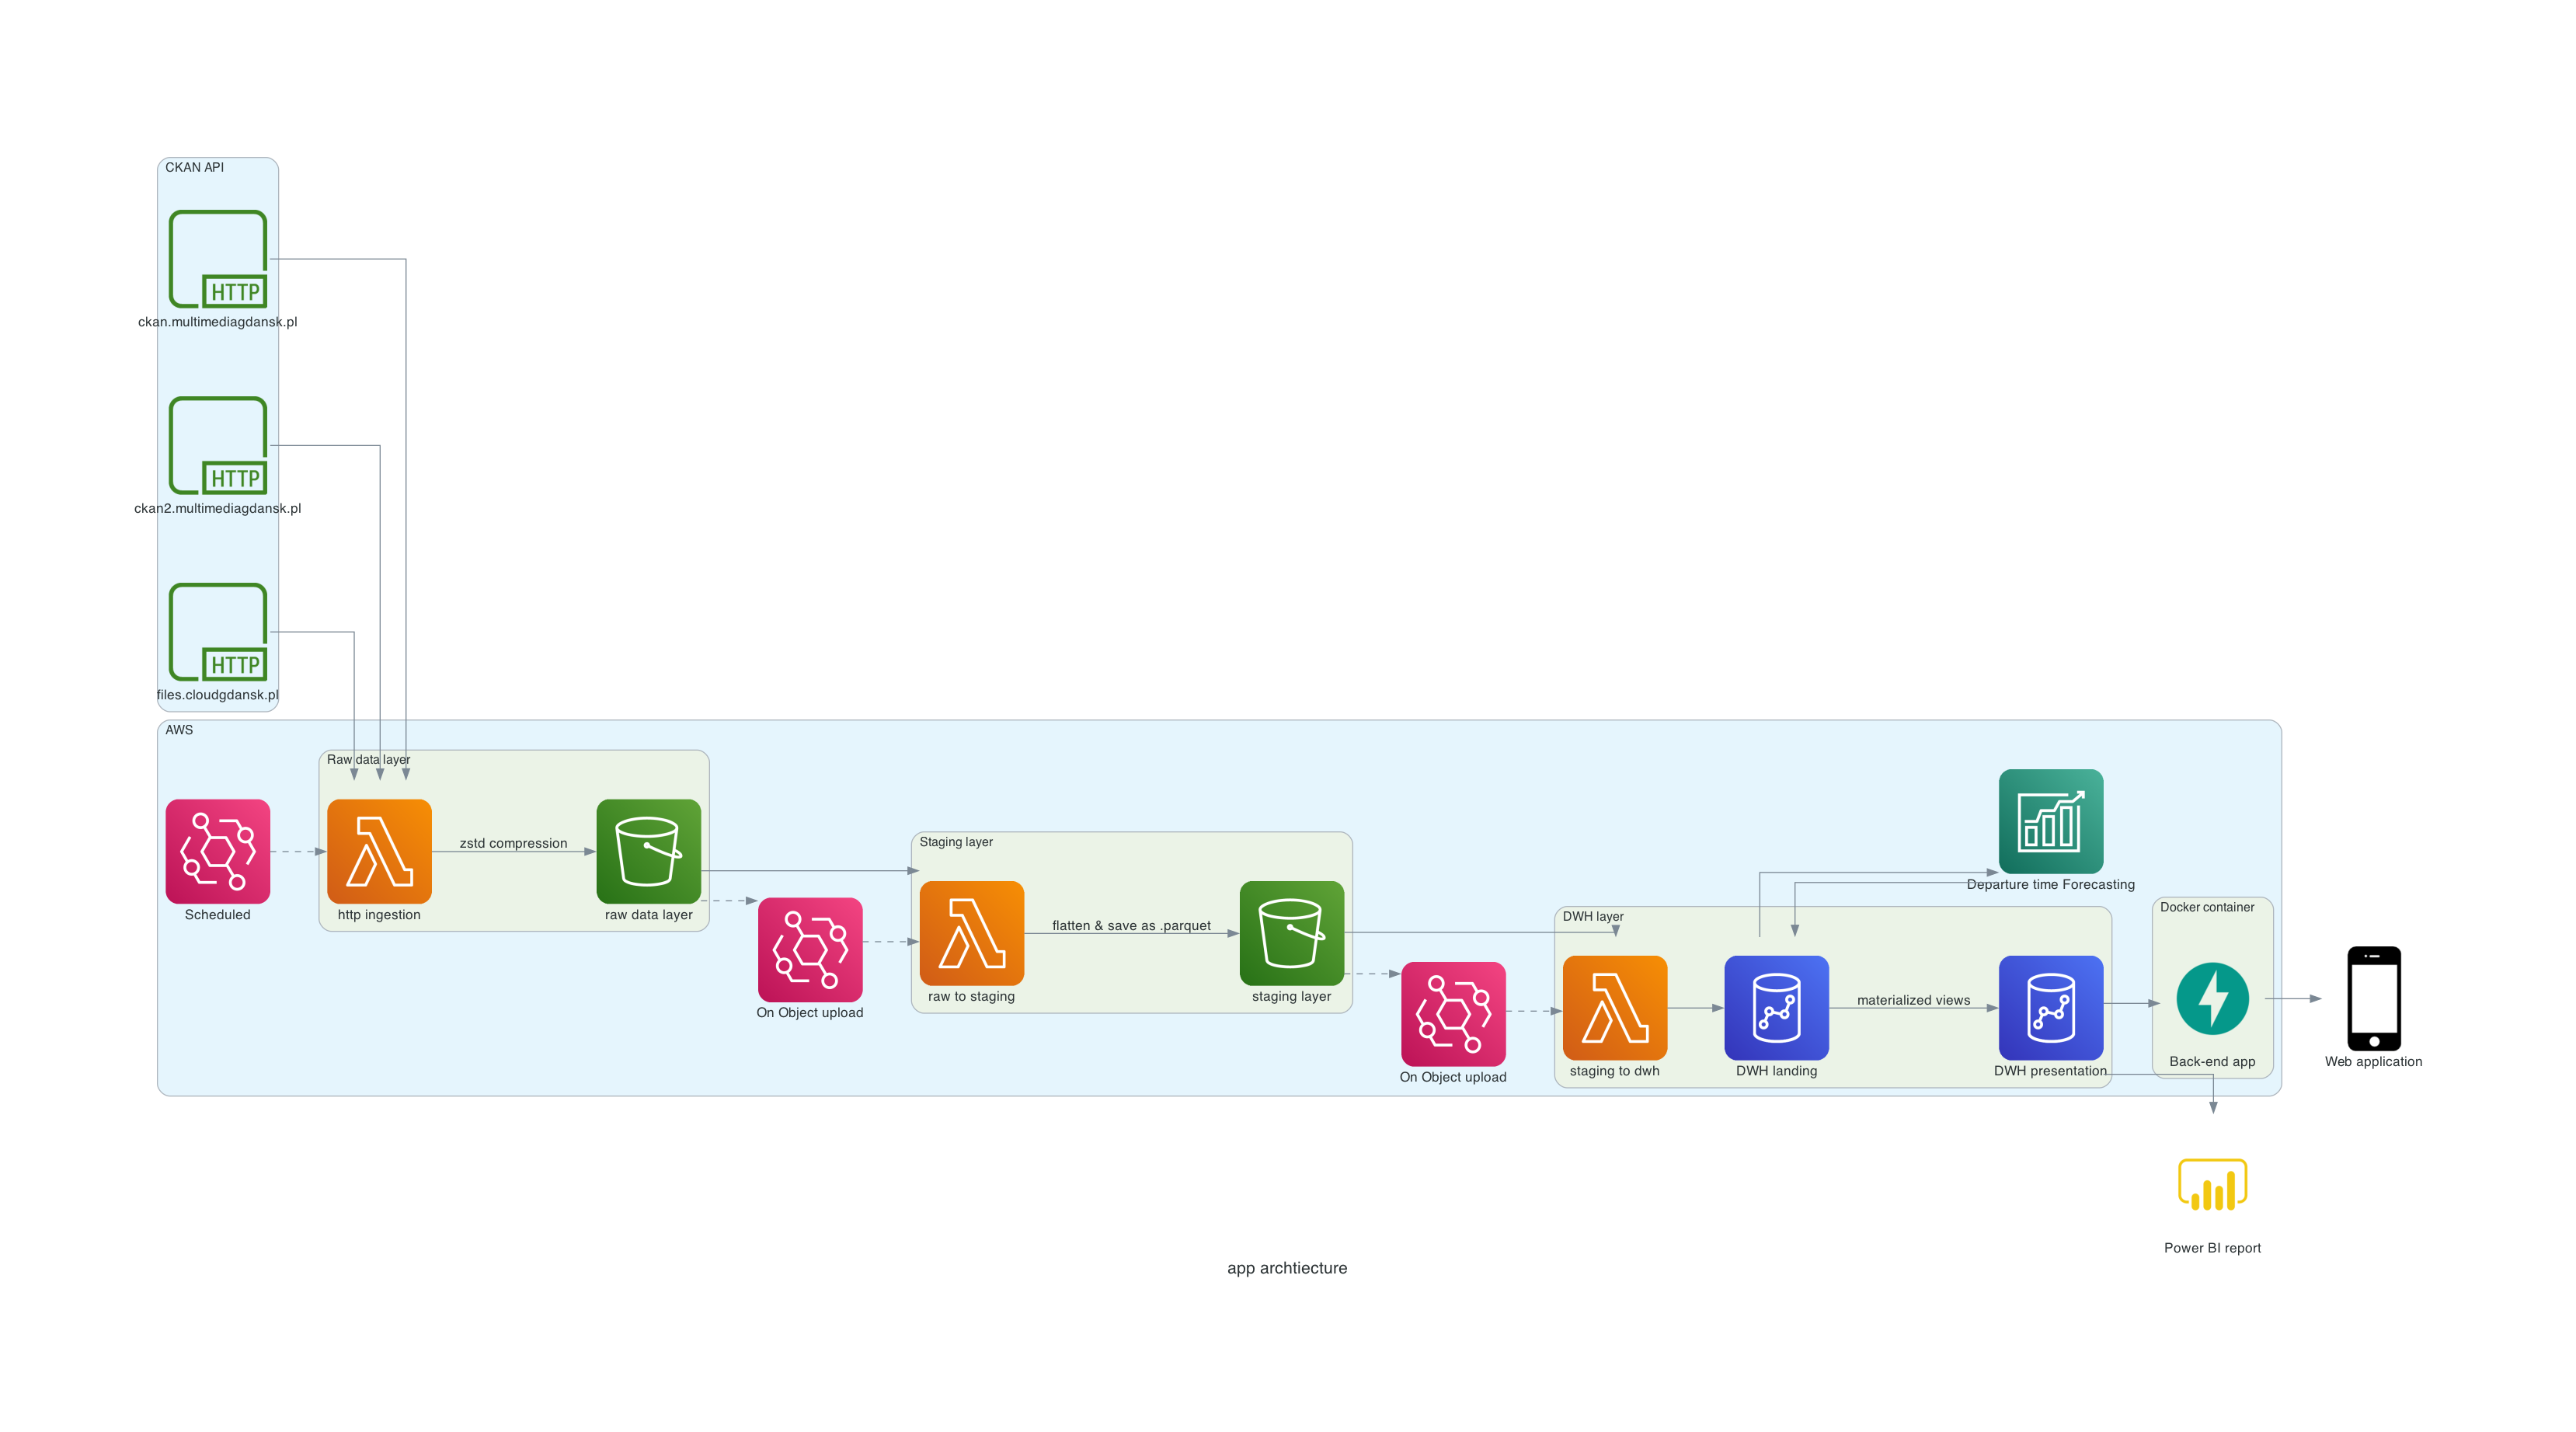 CKAN API
HTTP
ckan.multimediagdansk.pl
HTTP
ckan2.multimediagdansk.pl
HTTP
files.cloudgdansk.pl
AWS
Raw data layer
Scheduled
http ingestion
zstd compression
raw data layer
On Object upload
Staging layer
raw to staging
flatten & save as .parquet
staging layer
On Object upload
DWH layer
staging to dwh
DWH landing
materialized views
DWH presentation
Departure time Forecasting
Docker container
Back-end app
Web application
Power BI report
app archtiecture